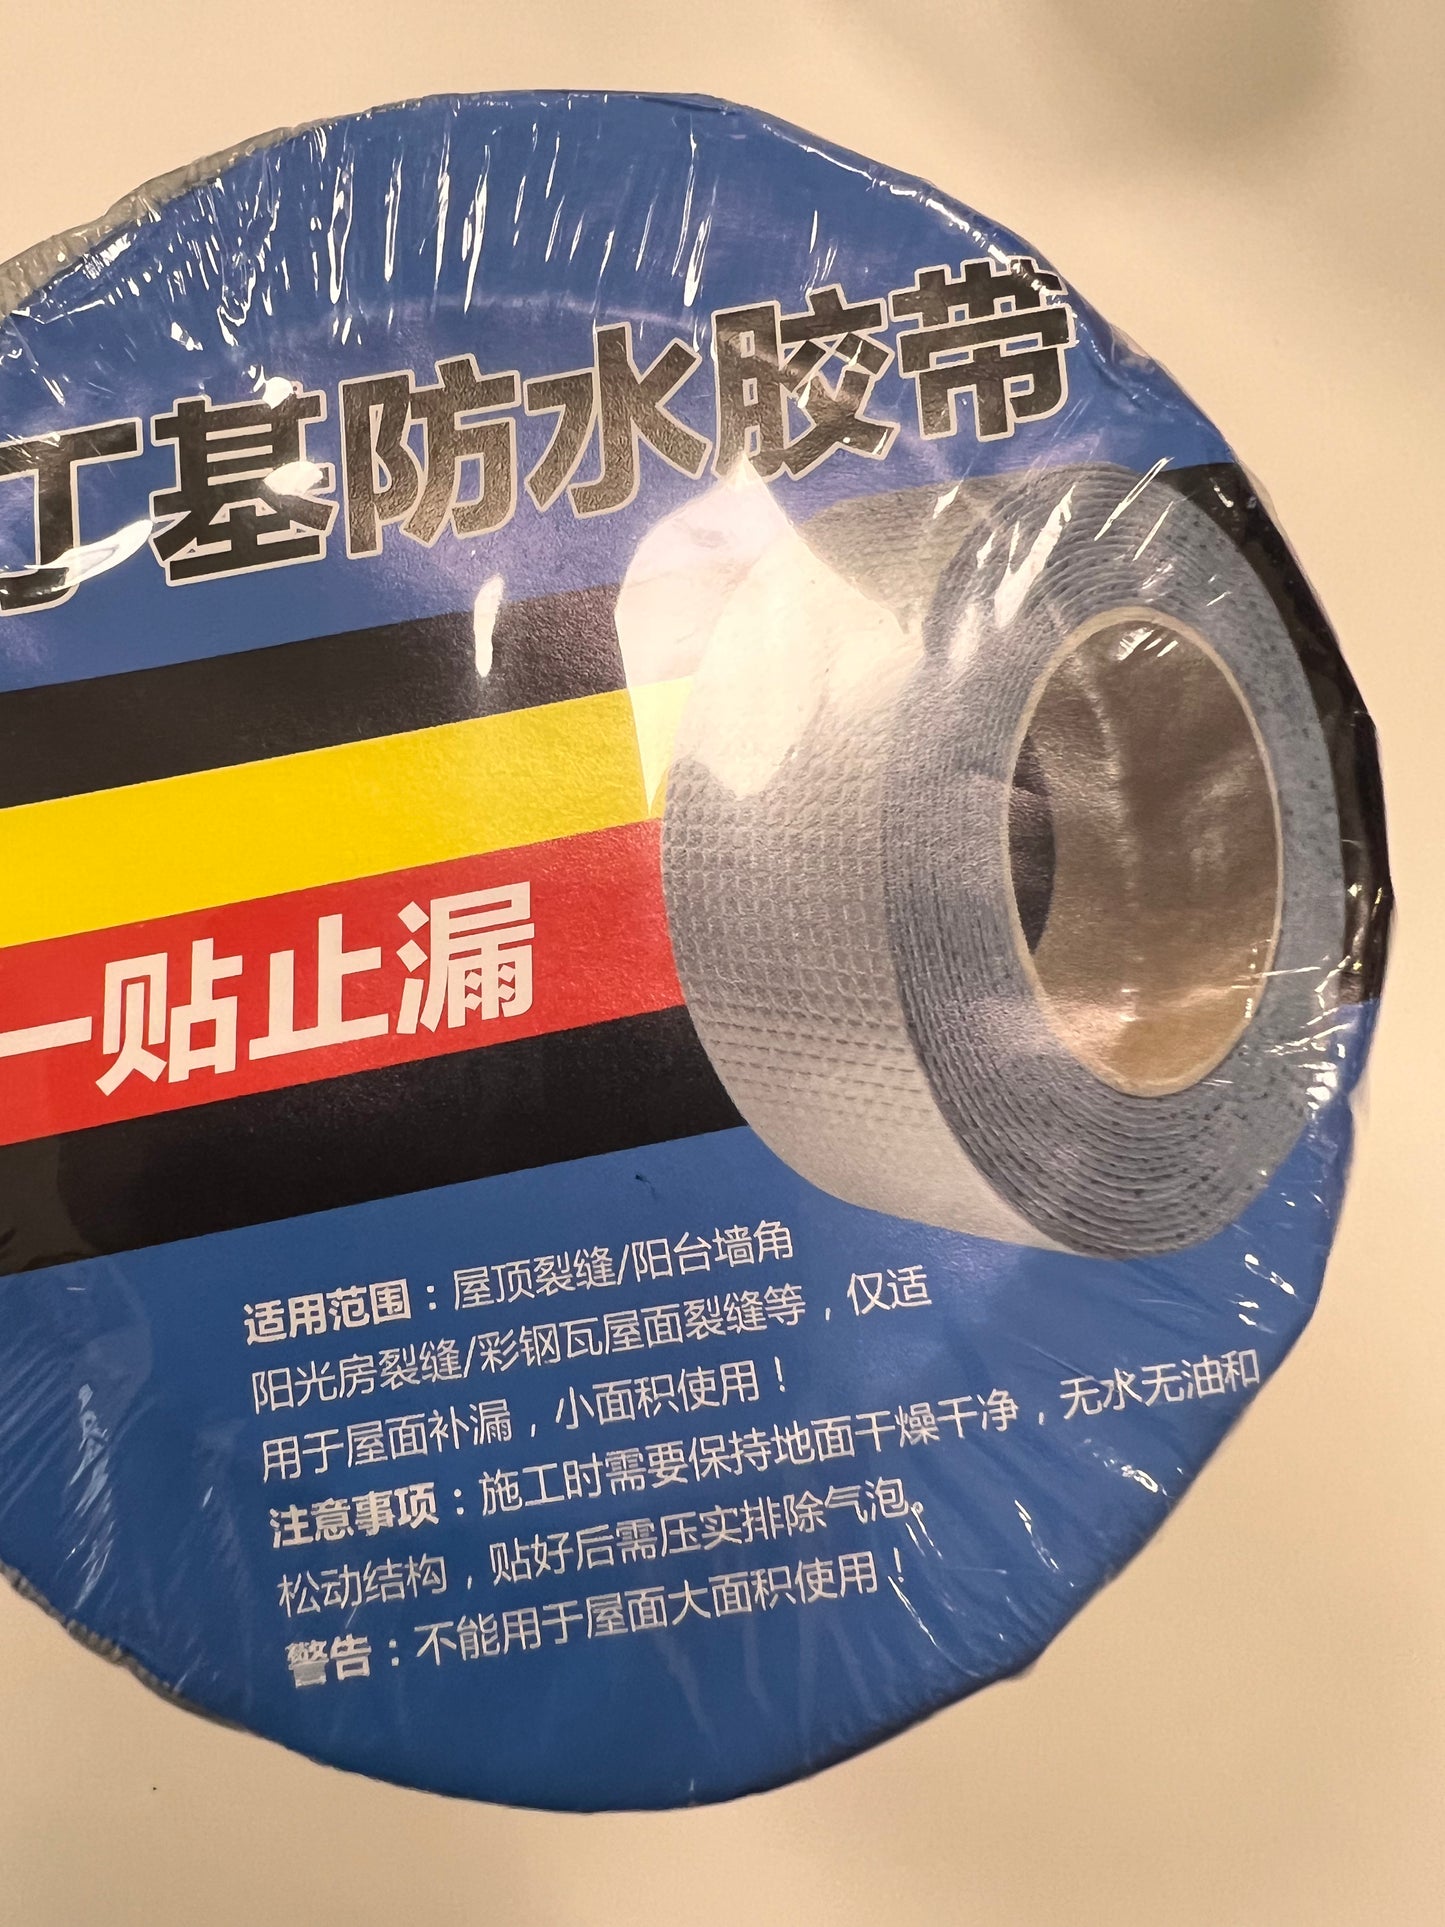 丁基防水胶带
一贴止漏
适用范围：屋顶裂缝/阳台墙角
阳光房裂缝/彩钢瓦屋面裂缝等，仅适
用于屋面补漏，小面积使用！
注意事项：施工时需要保持地面干燥干净，无水无油和
松动结构，贴好后需压实排除气泡。
警告：不能用于屋面大面积使用！